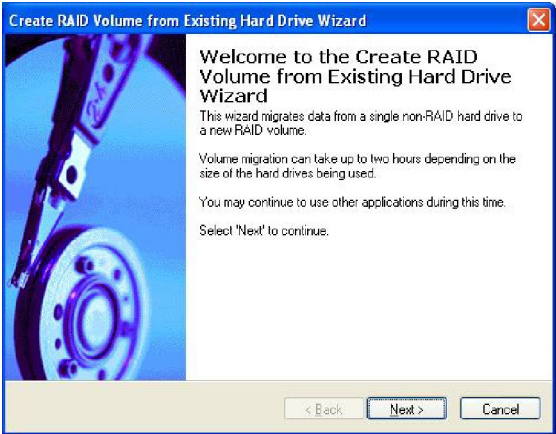 Create RAID Volume from Existing Hard Drive Wizard
Welcome to the Create RAID
Volume from Existing Hard Drive
Wizard
This wizard migrates data from a single non-RAID hard drive to
a new RAID volume.
Volume migration can take up to two hours depending on the
size of the hard drives being used.
You may continue to use other applications during this time.
Select 'Next' to continue.
< Back
Next >
Cancel